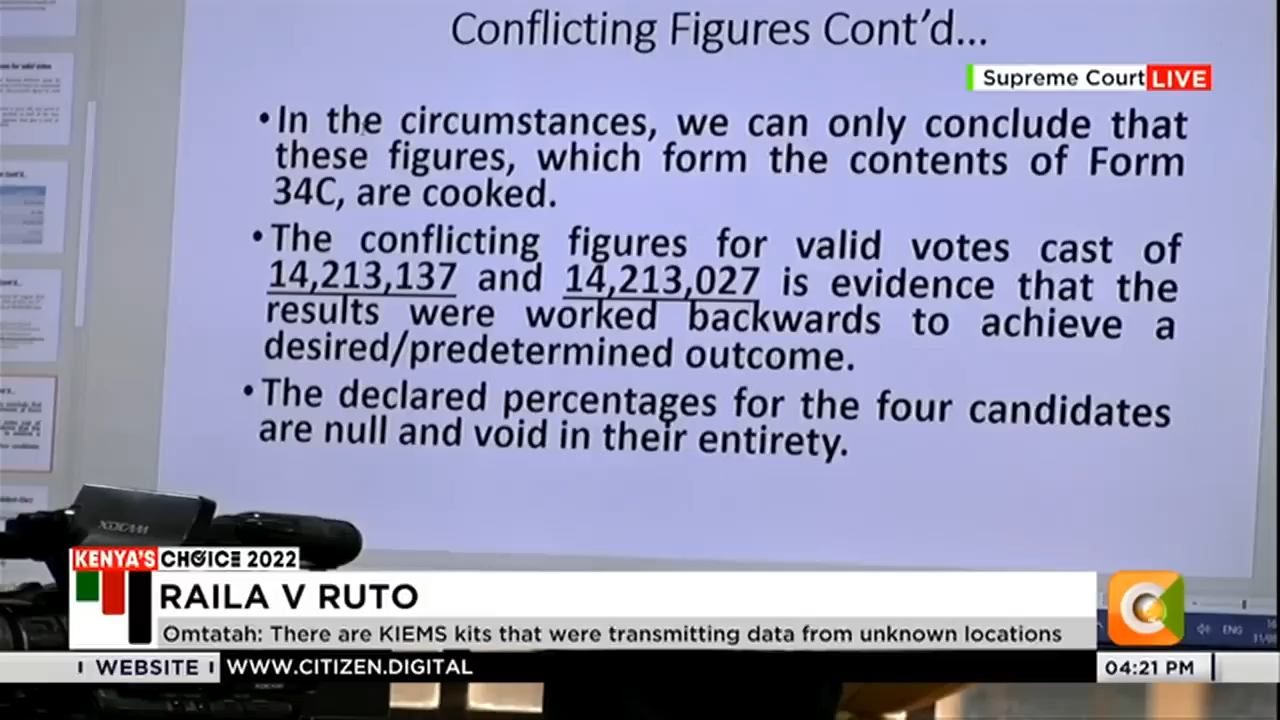 Conflicting Figures Cont’d...
Supreme Court LIVE
•In the circumstances, we can only conclude that
these figures, which form the contents of Form
34C, are cooked.
•The conflicting figures for valid votes cast of
14,213,137 and 14,213,027 is evidence that the
results were worked backwards to achieve a
desired/predetermined outcome.
•The declared percentages for the four candidates
are null and void in their entirety.
XDCAM
KENYA'S CHOICE 2022
RAILA V RUTO
Omtatah: There are KIEMS kits that were transmitting data from unknown locations
ENG
WEBSITE WWW.CITIZEN.DIGITAL
04:21 PM